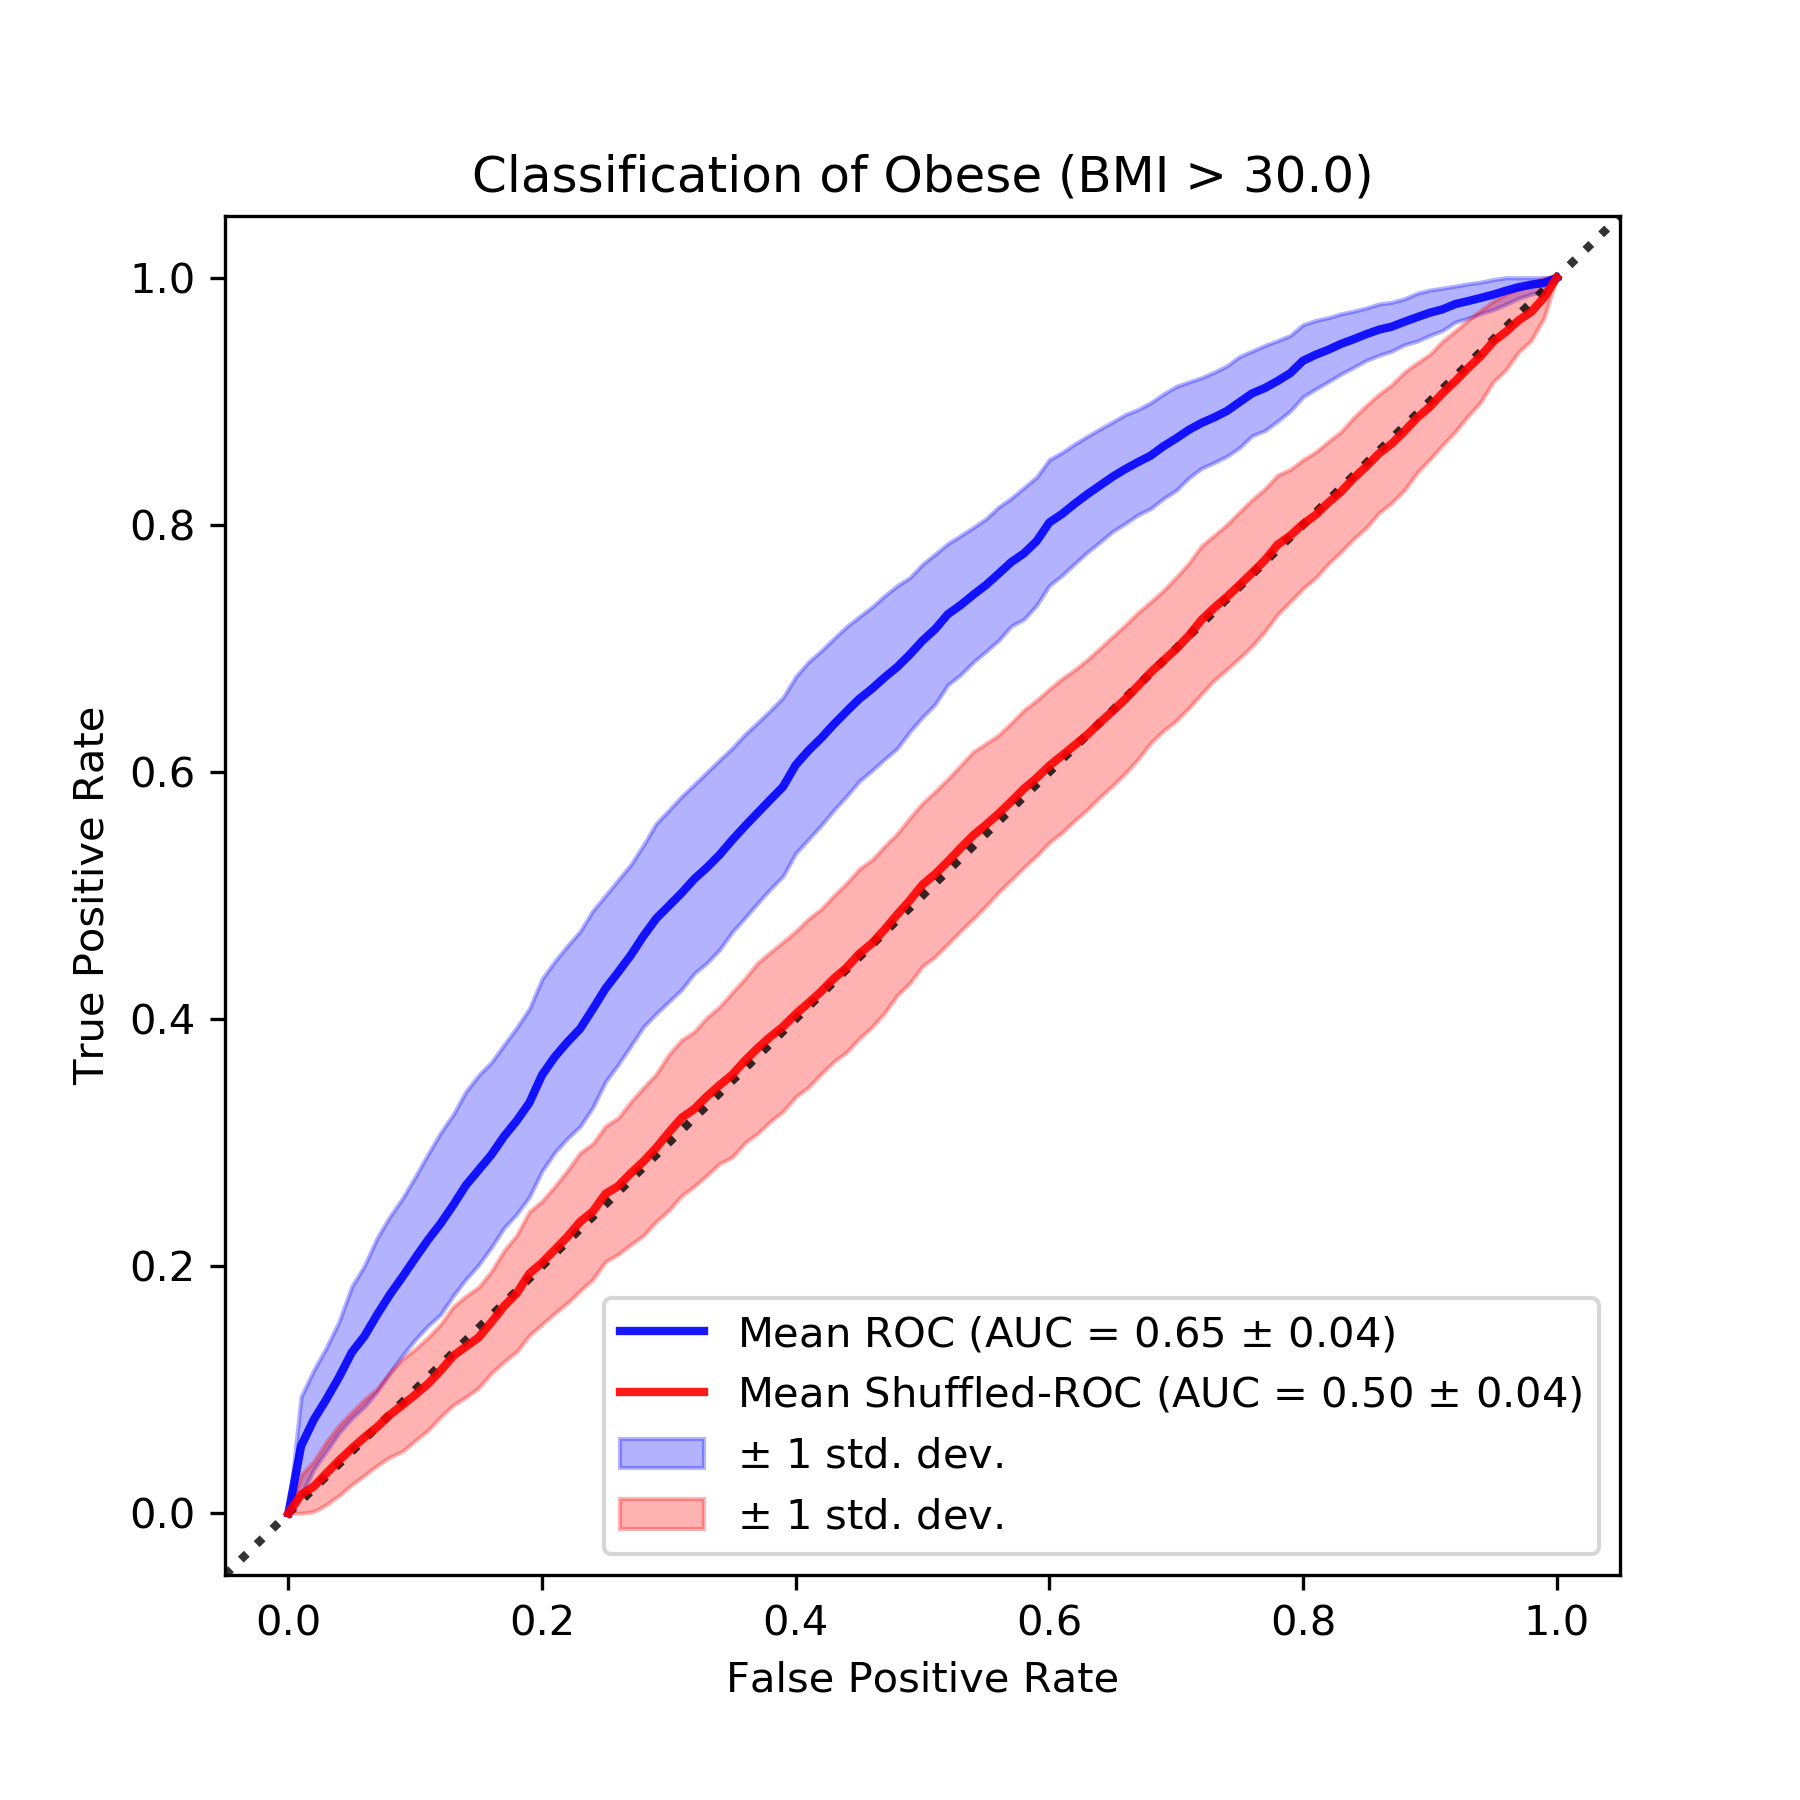 Classification of Obese (BMI > 30.0)
1.0
0.8
0.6
0.4
0.2
0.0
True Positive Rate
Mean ROC (AUC = 0.65 ± 0.04)
Mean Shuffled-ROC (AUC = 0.50 ± 0.04)
± 1 std. dev.
± 1 std. dev.
0.0 0.2 0.4 0.6 0.8 1.0
False Positive Rate